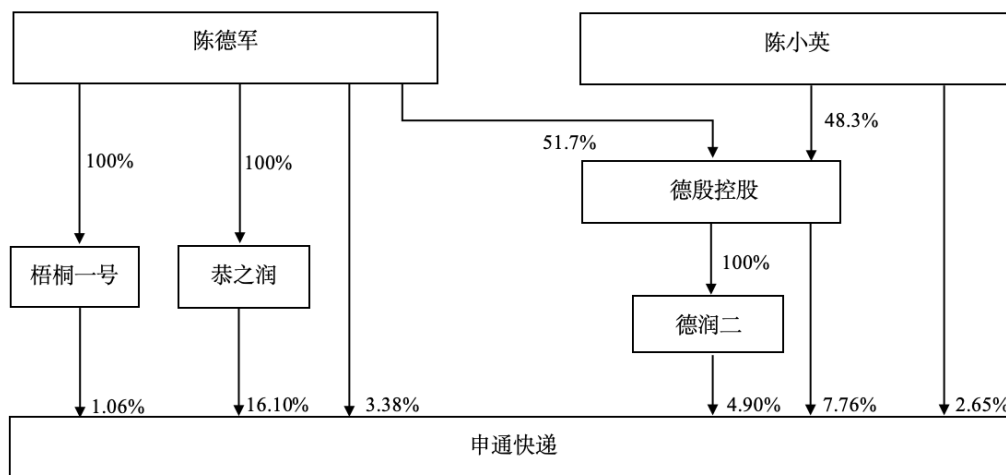 陈德军
陈小英
48.3%
51.7%
100%
100%
德殷控股
梧桐一号
恭之润
100%
德润二
1.06%
16.10%
3.38%
4.90%
7.76%
2.65%
申通快递